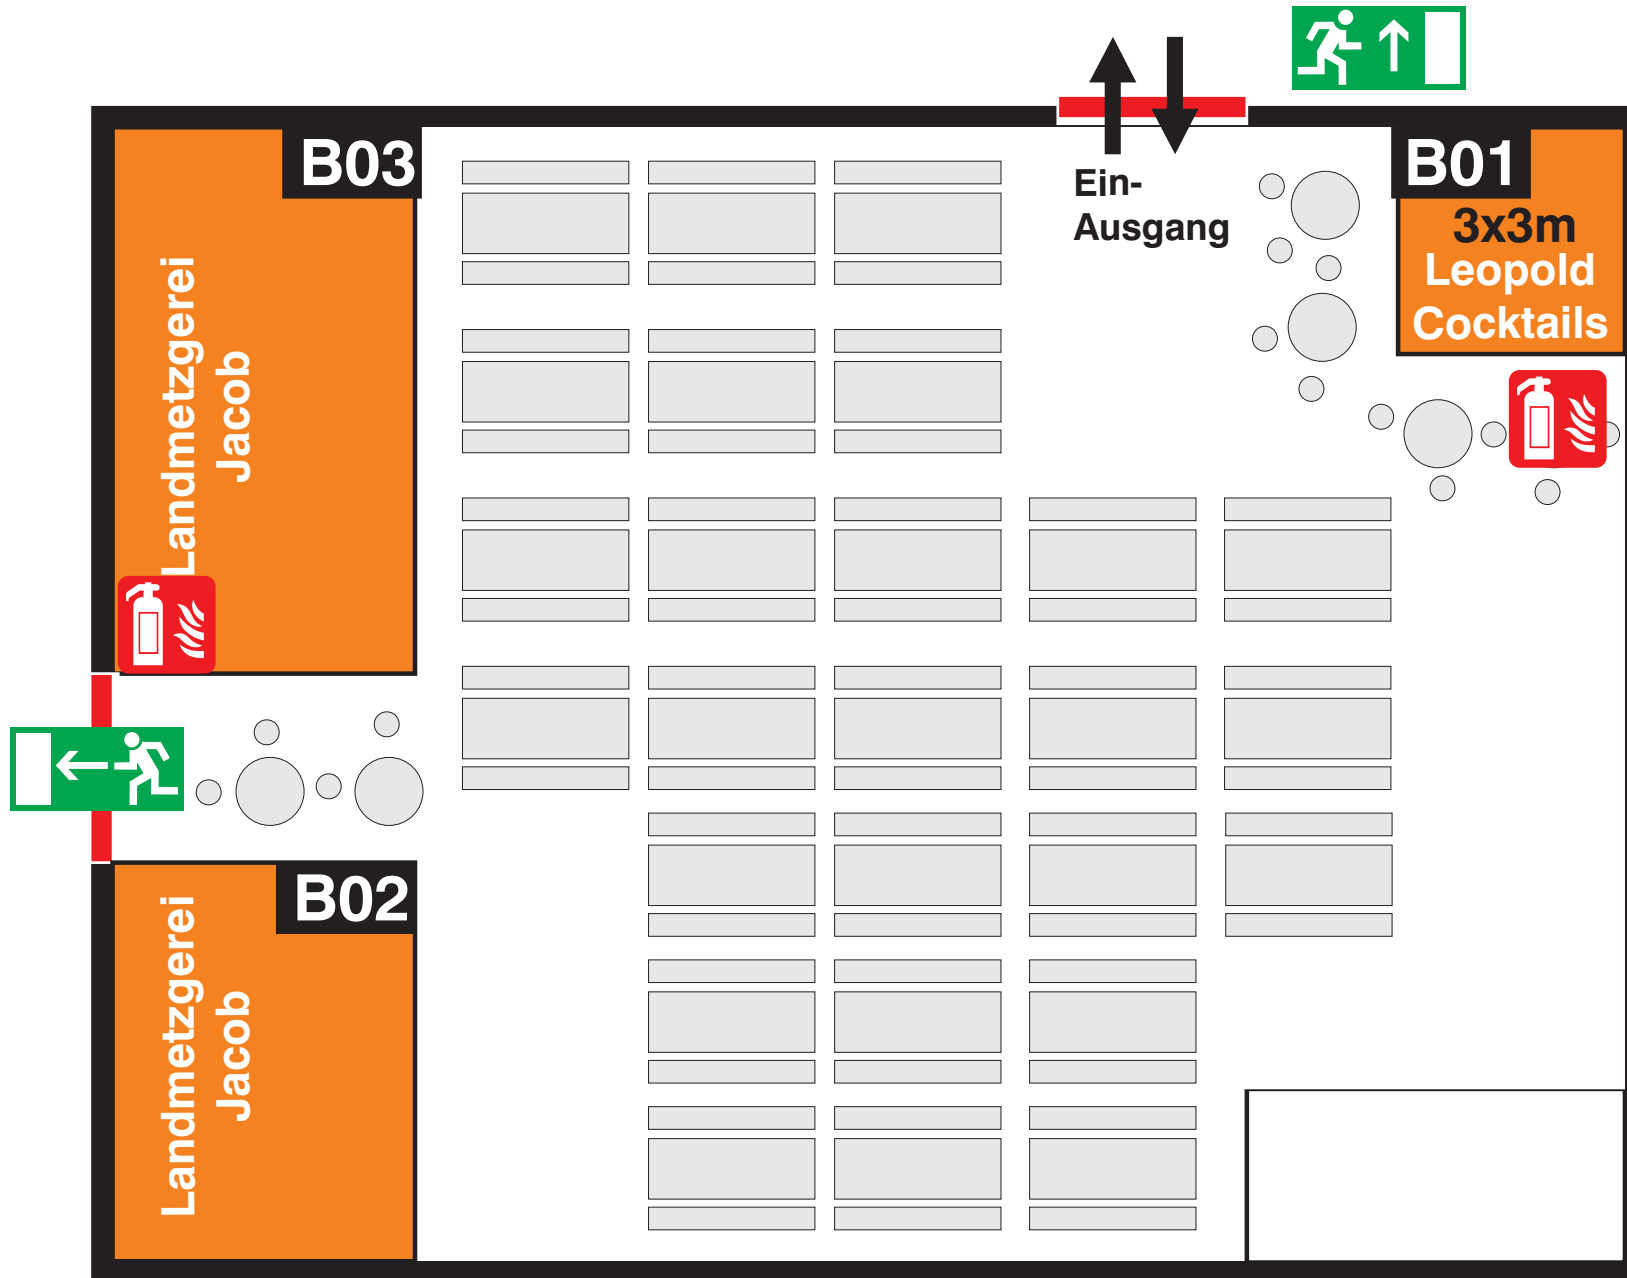 B03
Landmetzgerei
Jacob
Ein-
Ausgang
B01
3x3m
Leopold
Cocktails
B02
Landmetzgerei
Jacob